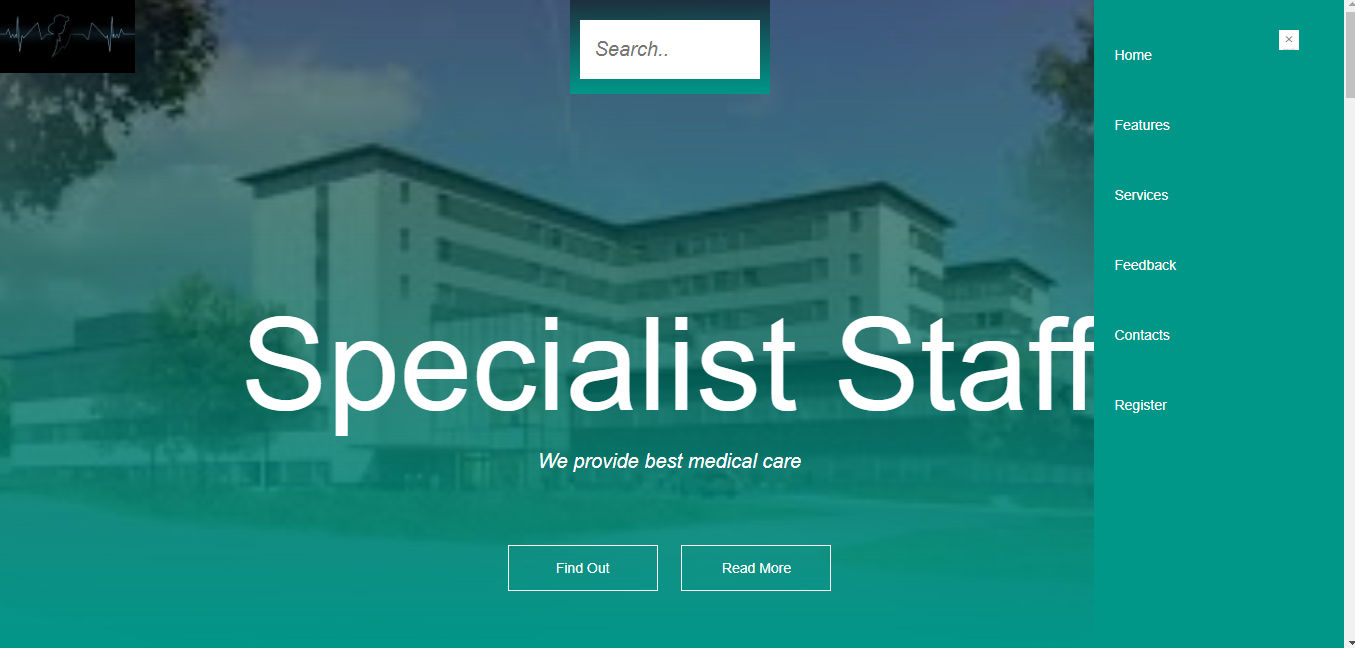 Search..
Home
Features
Services
Feedback
Contacts
Register
Specialist Staff
We provide best medical care
Find Out
Read More